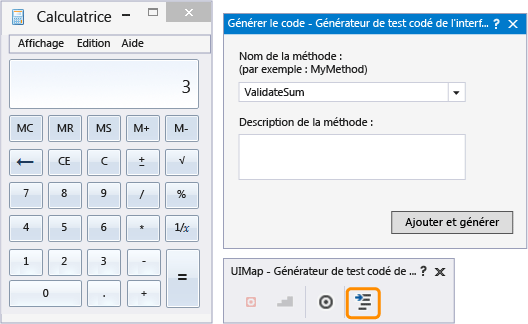 Calculatrice
Affichage Edition Aide
3
MC MR MS M+ M-
← CE C ± √
7 8 9 / %
4 5 6 * 1/x
1 2 3 - =
0 . +
Générer le code - Générateur de test codé de l'interf... ? X
Nom de la méthode :
(par exemple : MyMethod)
ValidateSum
Description de la méthode :
Ajouter et générer
UIMap - Générateur de test codé de ... ? X